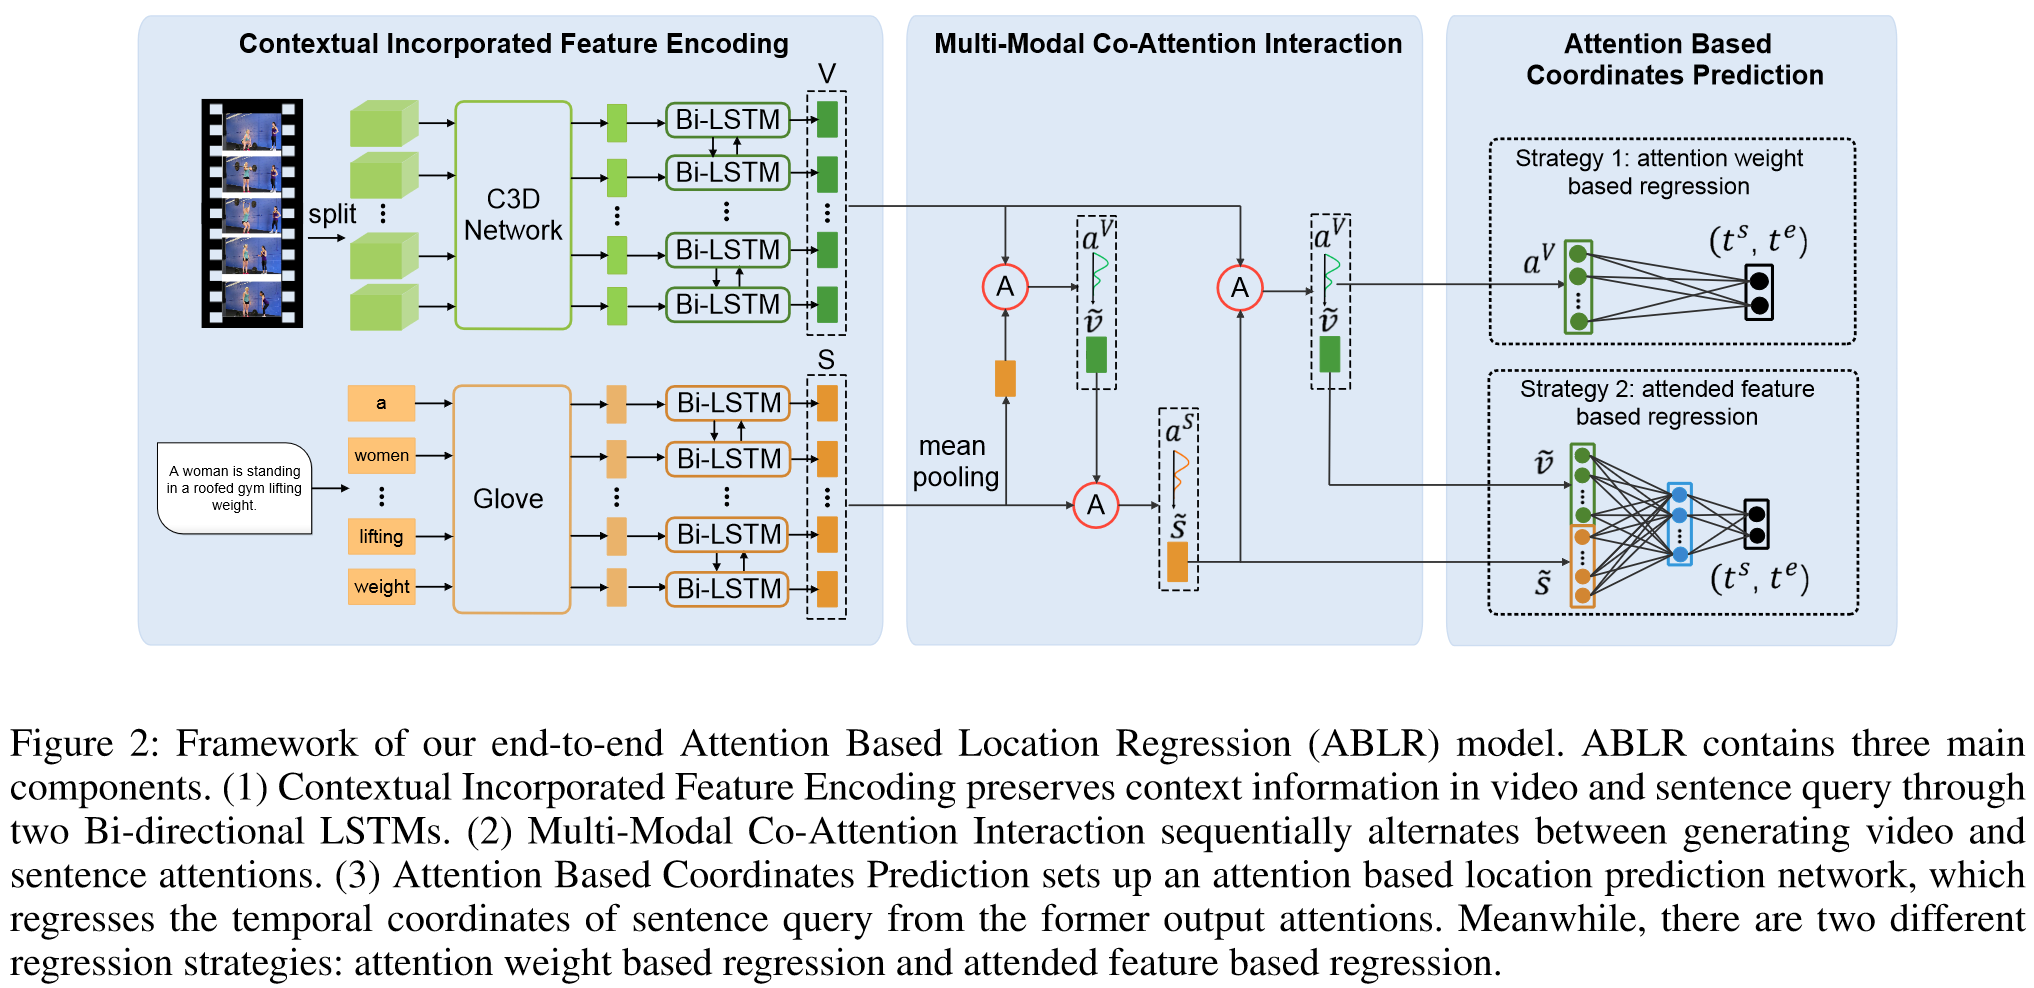 Contextual Incorporated Feature Encoding
V
split
C3D
Network
Bi-LSTM
Bi-LSTM
Bi-LSTM
Bi-LSTM
S
A woman is standing
in a roofed gym lifting
weight.
a
women
lifting
weight
Glove
Bi-LSTM
Bi-LSTM
Bi-LSTM
Bi-LSTM
Multi-Modal Co-Attention Interaction
mean
pooling
A
a^V
ṽ
A
a^S
s̃
A
a^V
ṽ
Attention Based
Coordinates Prediction
Strategy 1: attention weight
based regression
a^V
(t^s, t^e)
Strategy 2: attended feature
based regression
ṽ
s̃
(t^s, t^e)
Figure 2: Framework of our end-to-end Attention Based Location Regression (ABLR) model. ABLR contains three main
components. (1) Contextual Incorporated Feature Encoding preserves context information in video and sentence query through
two Bi-directional LSTMs. (2) Multi-Modal Co-Attention Interaction sequentially alternates between generating video and
sentence attentions. (3) Attention Based Coordinates Prediction sets up an attention based location prediction network, which
regresses the temporal coordinates of sentence query from the former output attentions. Meanwhile, there are two different
regression strategies: attention weight based regression and attended feature based regression.